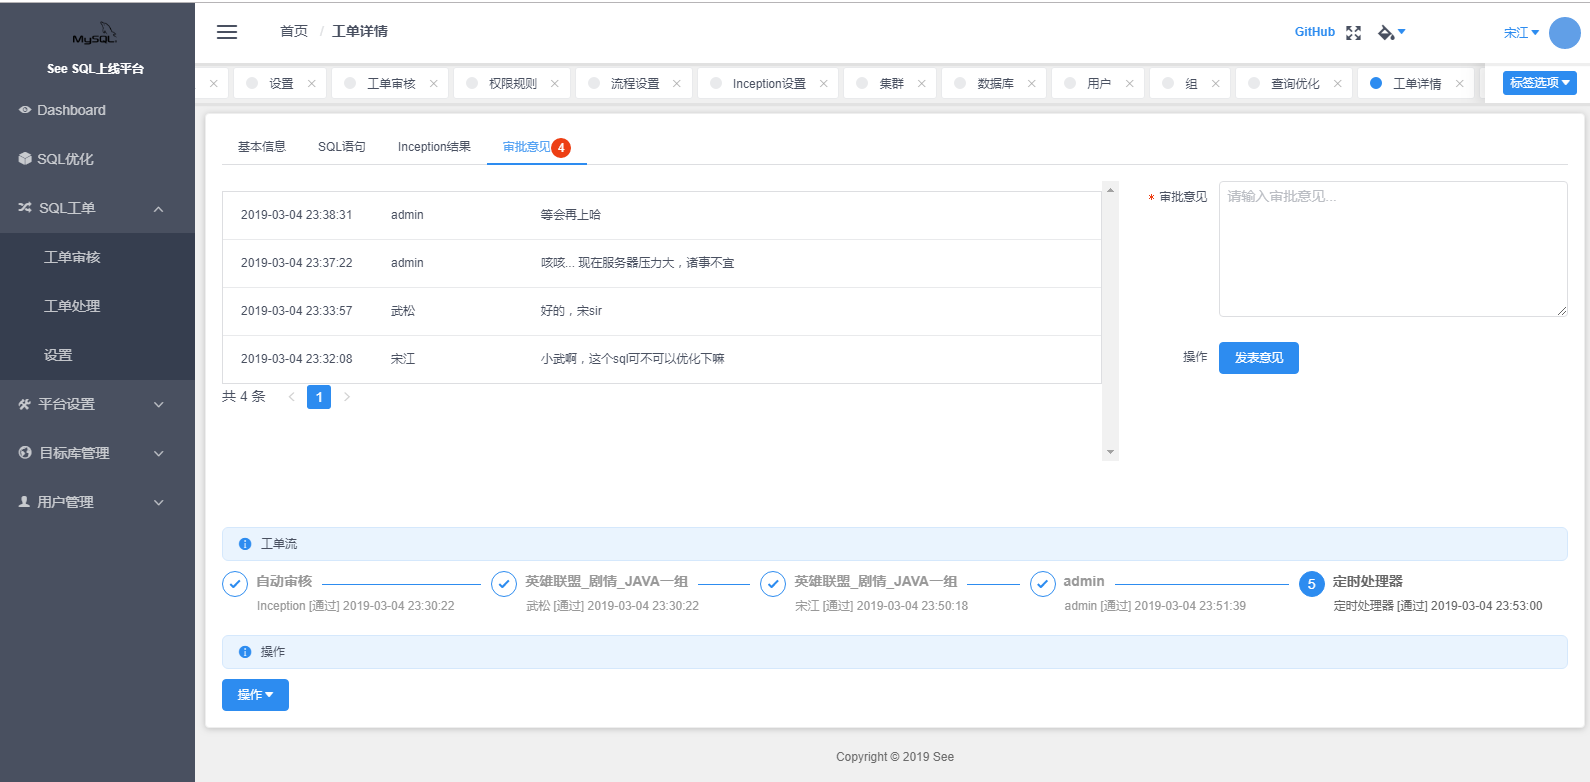 MySQL
See SQL上线平台
Dashboard
SQL优化
SQL工单
工单审核
工单处理
设置
平台设置
目标库管理
用户管理
首页 / 工单详情
GitHub
宋江
设置
工单审核
权限规则
流程设置
Inception设置
集群
数据库
用户
组
查询优化
工单详情
标签选项
基本信息
SQL语句
Inception结果
审批意见 4
2019-03-04 23:38:31 admin 等会再上哈
2019-03-04 23:37:22 admin 咳咳... 现在服务器压力大，诸事不宜
2019-03-04 23:33:57 武松 好的，宋sir
2019-03-04 23:32:08 宋江 小武啊，这个sql可不可以优化下嘛
共 4 条 < 1 >
* 审批意见 请输入审批意见...
操作 发表意见
工单流
自动审核
Inception [通过] 2019-03-04 23:30:22
英雄联盟_剧情_JAVA一组
武松 [通过] 2019-03-04 23:30:22
英雄联盟_剧情_JAVA一组
宋江 [通过] 2019-03-04 23:50:18
admin
admin [通过] 2019-03-04 23:51:39
5 定时处理器
定时处理器 [通过] 2019-03-04 23:53:00
操作
操作
Copyright © 2019 See